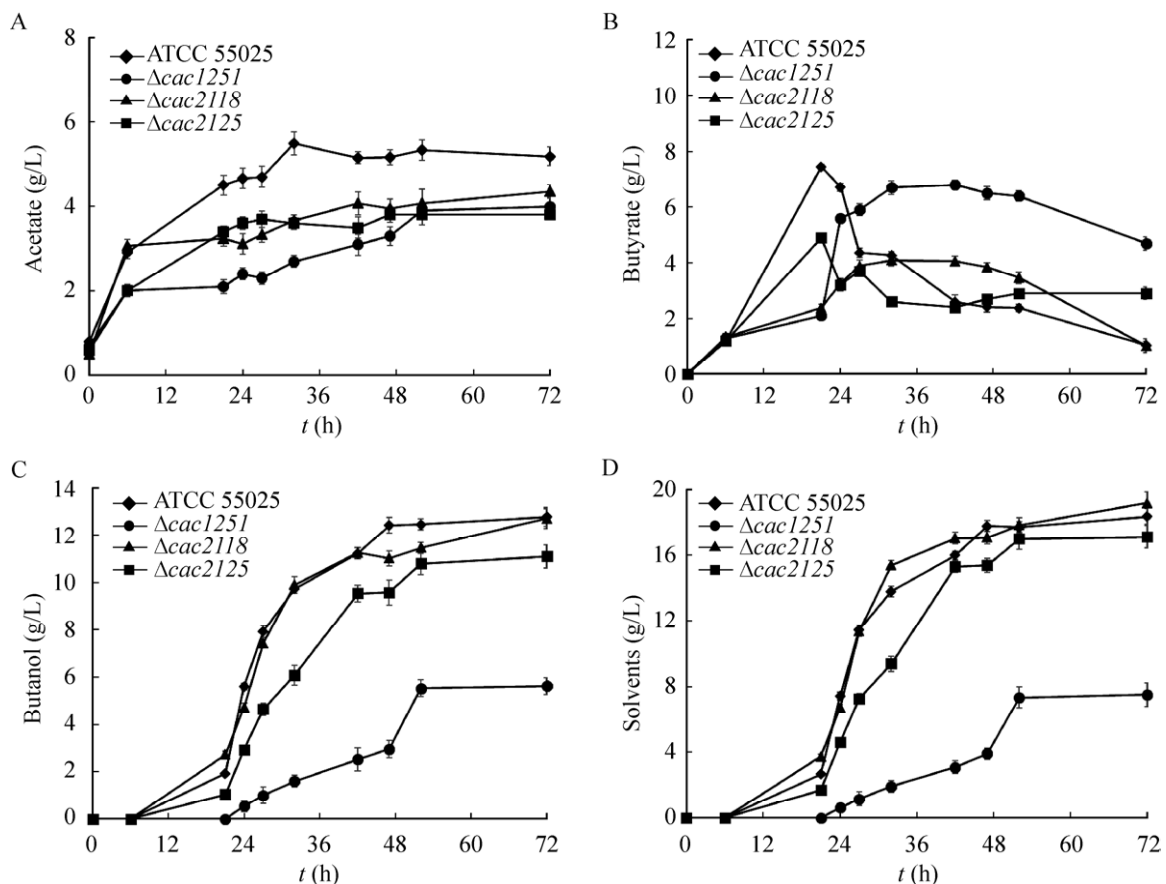 A
8
6
4
2
0
Acetate (g/L)
ATCC 55025
Δcac1251
Δcac2118
Δcac2125
0 12 24 36 48 60 72
t (h)
B
12
10
8
6
4
2
0
Butyrate (g/L)
ATCC 55025
Δcac1251
Δcac2118
Δcac2125
0 12 24 36 48 60 72
t (h)
C
14
12
10
8
6
4
2
0
Butanol (g/L)
ATCC 55025
Δcac1251
Δcac2118
Δcac2125
0 12 24 36 48 60 72
t (h)
D
20
16
12
8
4
0
Solvents (g/L)
ATCC 55025
Δcac1251
Δcac2118
Δcac2125
0 12 24 36 48 60 72
t (h)